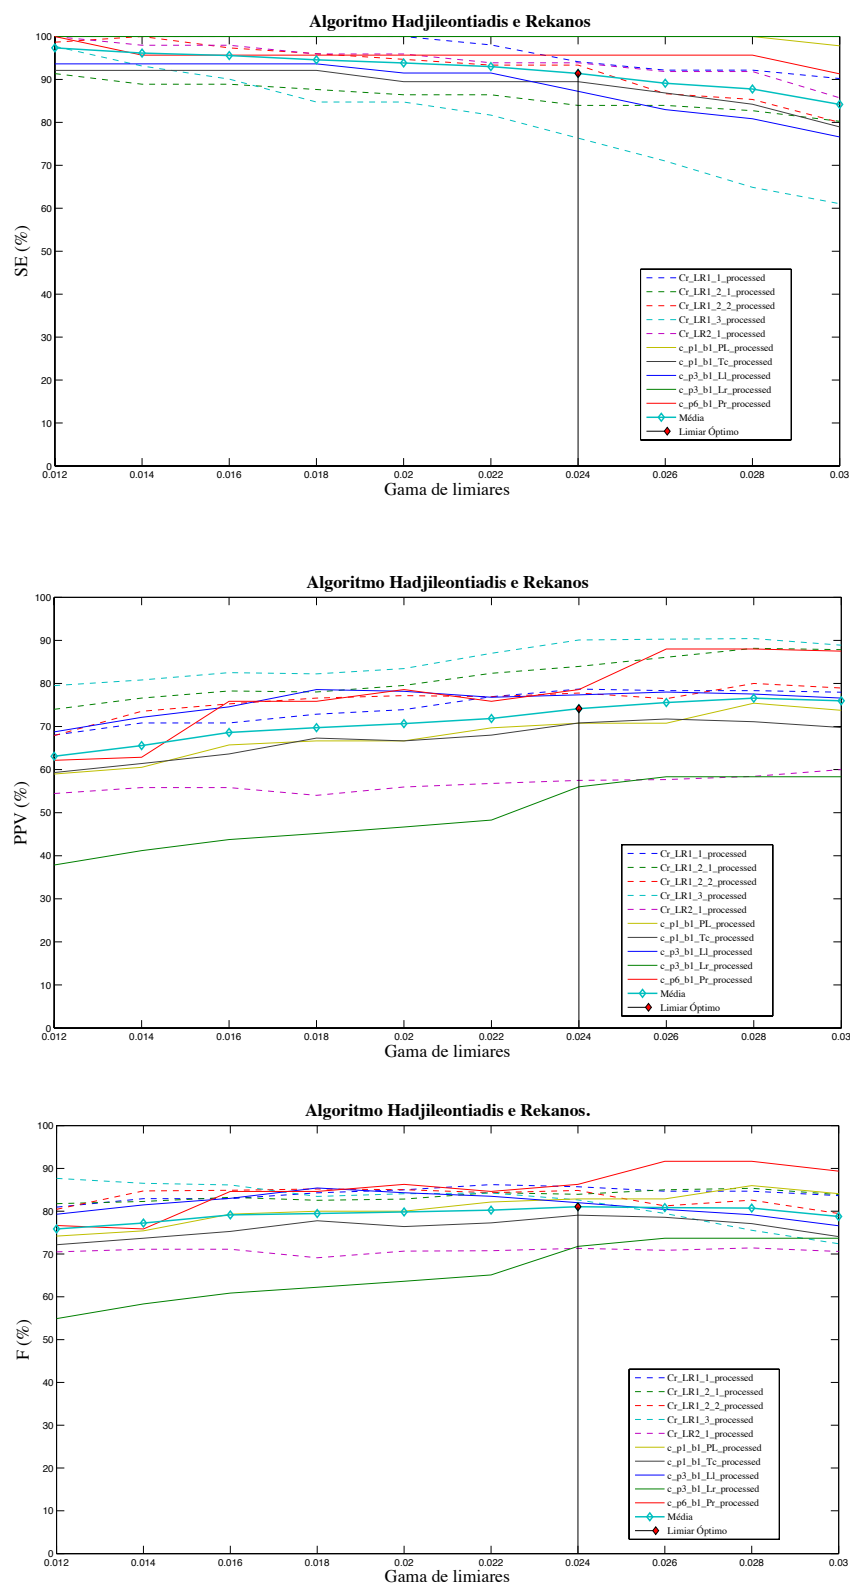 Algoritmo Hadjileontiadis e Rekanos
100
90
80
70
60
50
40
30
20
10
0
SE (%)
Cr_LR1_1_processed
Cr_LR1_2_1_processed
Cr_LR1_2_2_processed
Cr_LR1_3_processed
Cr_LR2_1_processed
c_p1_b1_PL_processed
c_p1_b1_Tc_processed
c_p3_b1_Ll_processed
c_p3_b1_Lr_processed
c_p6_b1_Pr_processed
Média
Limiar Óptimo
0.012 0.014 0.016 0.018 0.02 0.022 0.024 0.026 0.028 0.03
Gama de limiares
Algoritmo Hadjileontiadis e Rekanos
100
90
80
70
60
50
40
30
20
10
0
PPV (%)
Cr_LR1_1_processed
Cr_LR1_2_1_processed
Cr_LR1_2_2_processed
Cr_LR1_3_processed
Cr_LR2_1_processed
c_p1_b1_PL_processed
c_p1_b1_Tc_processed
c_p3_b1_Ll_processed
c_p3_b1_Lr_processed
c_p6_b1_Pr_processed
Média
Limiar Óptimo
0.012 0.014 0.016 0.018 0.02 0.022 0.024 0.026 0.028 0.03
Gama de limiares
Algoritmo Hadjileontiadis e Rekanos.
100
90
80
70
60
50
40
30
20
10
0
F (%)
Cr_LR1_1_processed
Cr_LR1_2_1_processed
Cr_LR1_2_2_processed
Cr_LR1_3_processed
Cr_LR2_1_processed
c_p1_b1_PL_processed
c_p1_b1_Tc_processed
c_p3_b1_Ll_processed
c_p3_b1_Lr_processed
c_p6_b1_Pr_processed
Média
Limiar Óptimo
0.012 0.014 0.016 0.018 0.02 0.022 0.024 0.026 0.028 0.03
Gama de limiares